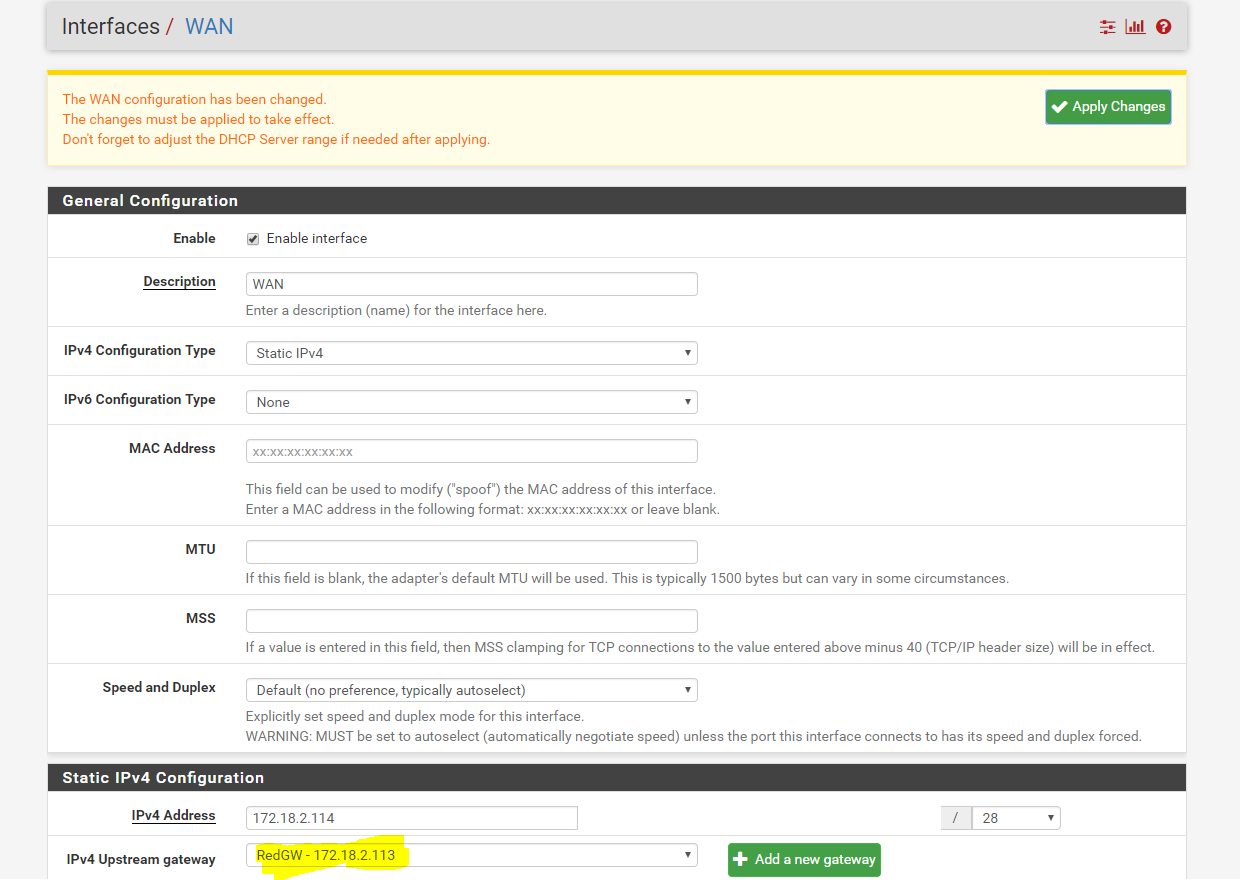 Interfaces / WAN
The WAN configuration has been changed.
The changes must be applied to take effect.
Don't forget to adjust the DHCP Server range if needed after applying.
Apply Changes
General Configuration
Enable
Enable interface
Description
WAN
Enter a description (name) for the interface here.
IPv4 Configuration Type
Static IPv4
IPv6 Configuration Type
None
MAC Address
xx:xx:xx:xx:xx:xx
This field can be used to modify ("spoof") the MAC address of this interface.
Enter a MAC address in the following format: xx:xx:xx:xx:xx:xx or leave blank.
MTU
If this field is blank, the adapter's default MTU will be used. This is typically 1500 bytes but can vary in some circumstances.
MSS
If a value is entered in this field, then MSS clamping for TCP connections to the value entered above minus 40 (TCP/IP header size) will be in effect.
Speed and Duplex
Default (no preference, typically autoselect)
Explicitly set speed and duplex mode for this interface.
WARNING: MUST be set to autoselect (automatically negotiate speed) unless the port this interface connects to has its speed and duplex forced.
Static IPv4 Configuration
IPv4 Address
172.18.2.114
/ 28
IPv4 Upstream gateway
RedGW - 172.18.2.113
Add a new gateway